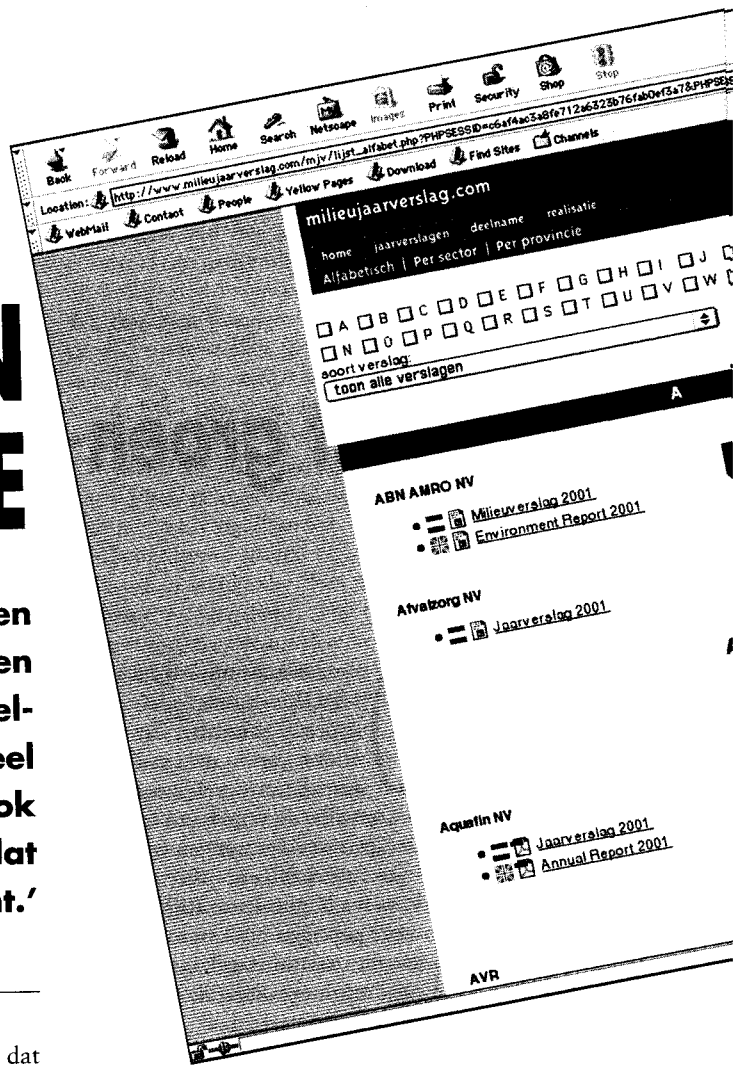 N
E
en
en
el-
eel
ok
lat
nt.'
dat
Back Forward Reload Home Search Netscape Images Print Security Shop Stop
Location: http://www.milieujaarverslag.com/mjv/lijst_alfabet.php?PHPSESSID=c6af4ac3a8fe712a6323b76fab0ef3a7&PHPSES
WebMail Contact People Yellow Pages Download Find Sites Channels
milieujaarverslag.com
home jaarverslagen deelname realisatie
Alfabetisch | Per sector | Per provincie
A B C D E F G H I J
N O P Q R S T U V W
soort verslag:
toon alle verslagen
A
ABN AMRO NV
• Milieuverslag 2001
• Environment Report 2001
Afvalzorg NV
• Jaarverslag 2001
Aquafin NV
• Jaarverslag 2001
• Annual Report 2001
AVR